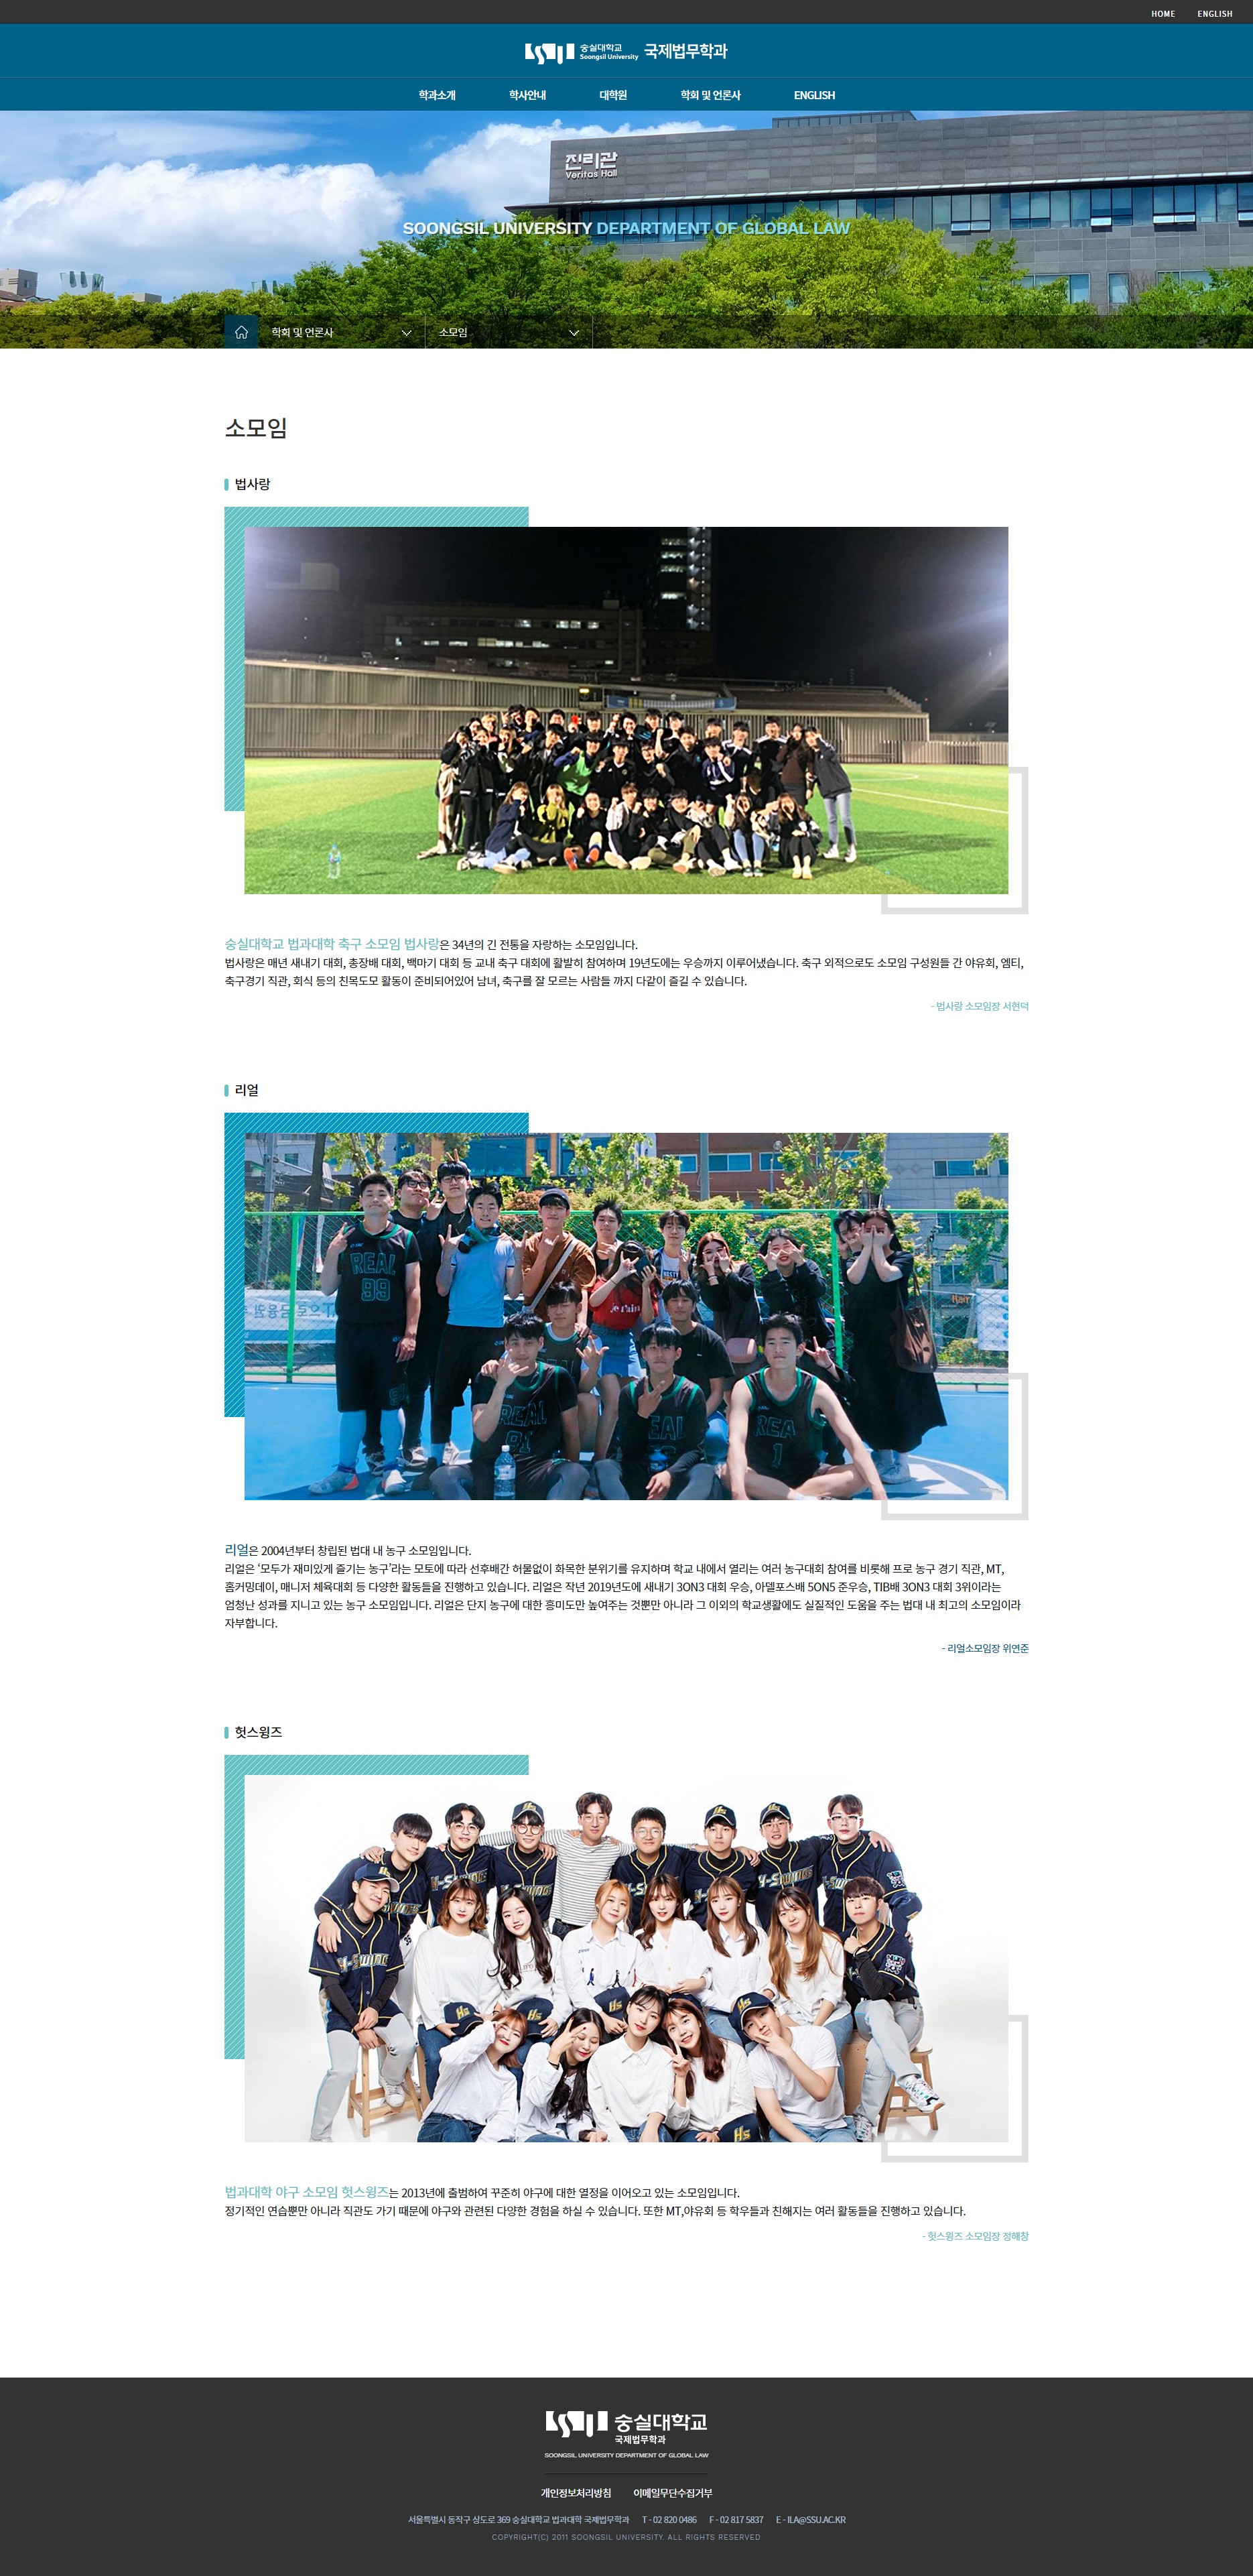 HOME ENGLISH
숭실대학교
Soongsil University
국제법무학과
학과소개 학사안내 대학원 학회 및 언론사 ENGLISH
진리관
Veritas Hall
SOONGSIL UNIVERSITY DEPARTMENT OF GLOBAL LAW
학회 및 언론사 소모임
소모임
법사랑
숭실대학교 법과대학 축구 소모임 법사랑은 34년의 긴 전통을 자랑하는 소모임입니다.
법사랑은 매년 새내기 대회, 총장배 대회, 백마기 대회 등 교내 축구 대회에 활발히 참여하며 19년도에는 우승까지 이루어냈습니다. 축구 외적으로도 소모임 구성원들 간 야유회, 엠티,
축구경기 직관, 회식 등의 친목도모 활동이 준비되어있어 남녀, 축구를 잘 모르는 사람들 까지 다같이 즐길 수 있습니다.
- 법사랑 소모임장 서현덕
리얼
REAL
99
REAL
91
EAL
REA
1
리얼은 2004년부터 창립된 법대 내 농구 소모임입니다.
리얼은 ‘모두가 재미있게 즐기는 농구’라는 모토에 따라 선후배간 허물없이 화목한 분위기를 유지하며 학교 내에서 열리는 여러 농구대회 참여를 비롯해 프로 농구 경기 직관, MT,
홈커밍데이, 매니저 체육대회 등 다양한 활동들을 진행하고 있습니다. 리얼은 작년 2019년도에 새내기 3ON3 대회 우승, 아델포스배 5ON5 준우승, TIB배 3ON3 대회 3위이라는
엄청난 성과를 지니고 있는 농구 소모임입니다. 리얼은 단지 농구에 대한 흥미도만 높여주는 것뿐만 아니라 그 이외의 학교생활에도 실질적인 도움을 주는 법대 내 최고의 소모임이라
자부합니다.
- 리얼소모임장 위연준
헛스윙즈
Hs Hs Hs Hs
Hs
법과대학 야구 소모임 헛스윙즈는 2013년에 출범하여 꾸준히 야구에 대한 열정을 이어오고 있는 소모임입니다.
정기적인 연습뿐만 아니라 직관도 가기 때문에 야구와 관련된 다양한 경험을 하실 수 있습니다. 또한 MT,야유회 등 학우들과 친해지는 여러 활동들을 진행하고 있습니다.
- 헛스윙즈 소모임장 정해창
숭실대학교
국제법무학과
SOONGSIL UNIVERSITY DEPARTMENT OF GLOBAL LAW
개인정보처리방침 이메일무단수집거부
서울특별시 동작구 상도로 369 숭실대학교 법과대학 국제법무학과 T - 02 820 0486 F - 02 817 5837 E - ILA@SSU.AC.KR
COPYRIGHT(C) 2011 SOONGSIL UNIVERSITY. ALL RIGHTS RESERVED